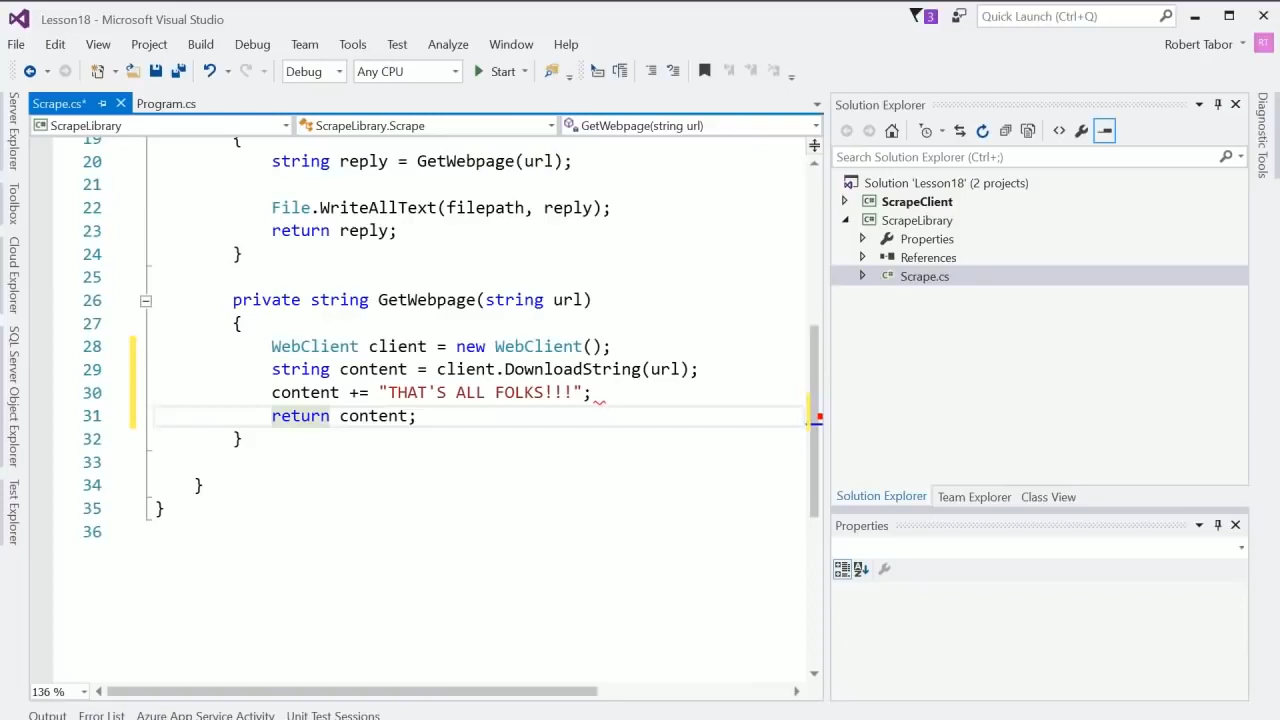 Lesson18 - Microsoft Visual Studio
3
Quick Launch (Ctrl+Q)
File Edit View Project Build Debug Team Tools Test Analyze Window Help
Robert Tabor
RT
Debug Any CPU Start
Scrape.cs* Program.cs
ScrapeLibrary ScrapeLibrary.Scrape GetWebpage(string url)
19 {
20 string reply = GetWebpage(url);
21
22 File.WriteAllText(filepath, reply);
23 return reply;
24 }
25
26 private string GetWebpage(string url)
27 {
28 WebClient client = new WebClient();
29 string content = client.DownloadString(url);
30 content += "THAT'S ALL FOLKS!!!";
31 return content;
32 }
33
34 }
35 }
36
136 %
Server Explorer
Toolbox
Cloud Explorer
SQL Server Object Explorer
Test Explorer
Solution Explorer
Search Solution Explorer (Ctrl+;)
Solution 'Lesson18' (2 projects)
ScrapeClient
ScrapeLibrary
Properties
References
Scrape.cs
Solution Explorer Team Explorer Class View
Properties
Diagnostic Tools
Output Error List Azure App Service Activity Unit Test Sessions